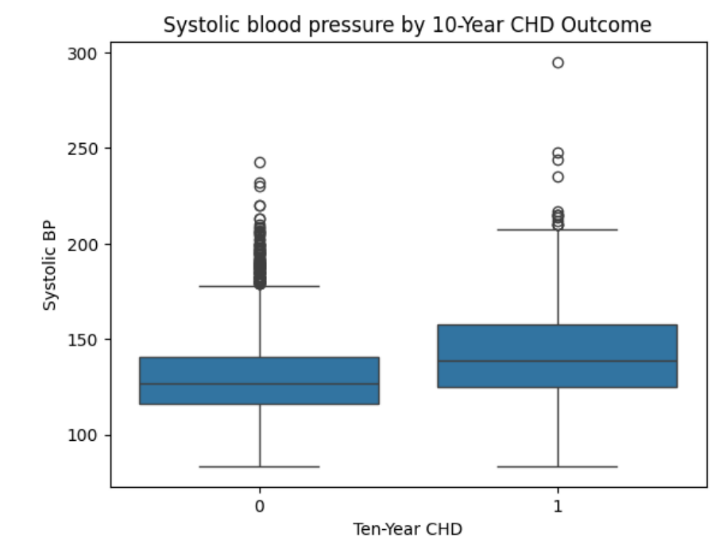 Systolic blood pressure by 10-Year CHD Outcome
300
250
200
150
100
Systolic BP
0
1
Ten-Year CHD